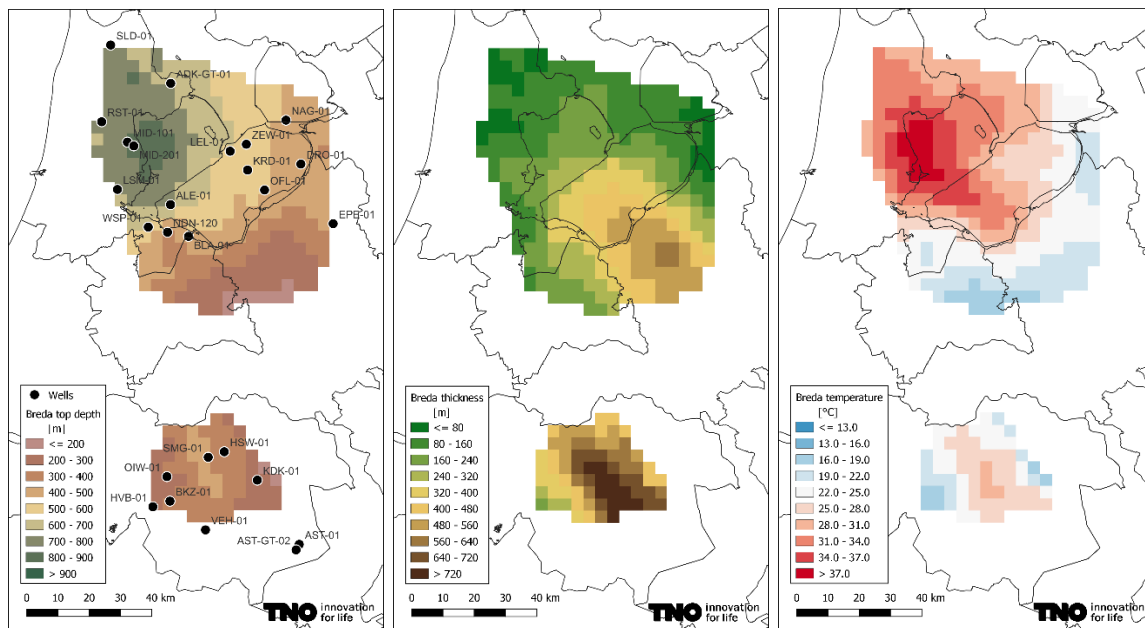 SLD-01
ADK-GT-01
RST-01
NAG-01
MID-101
ZEW-01
LEL-01
MID-201
DRO-01
KRD-01
LSM-01
OFL-01
ALE-01
EPE-01
WSP-01
NDN-120
BLA-01
Wells
Breda top depth
[m]
<= 200
200 - 300
300 - 400
400 - 500
500 - 600
600 - 700
700 - 800
800 - 900
> 900
HSW-01
SMG-01
OIW-01
KDK-01
BKZ-01
HVB-01
VEH-01
AST-01
AST-GT-02
0 10 20 30 40 km
TNO innovation
for life
Breda thickness
[m]
<= 80
80 - 160
160 - 240
240 - 320
320 - 400
400 - 480
480 - 560
560 - 640
640 - 720
> 720
0 10 20 30 40 km
TNO innovation
for life
Breda temperature
[°C]
<= 13.0
13.0 - 16.0
16.0 - 19.0
19.0 - 22.0
22.0 - 25.0
25.0 - 28.0
28.0 - 31.0
31.0 - 34.0
34.0 - 37.0
> 37.0
0 10 20 30 40 km
TNO innovation
for life